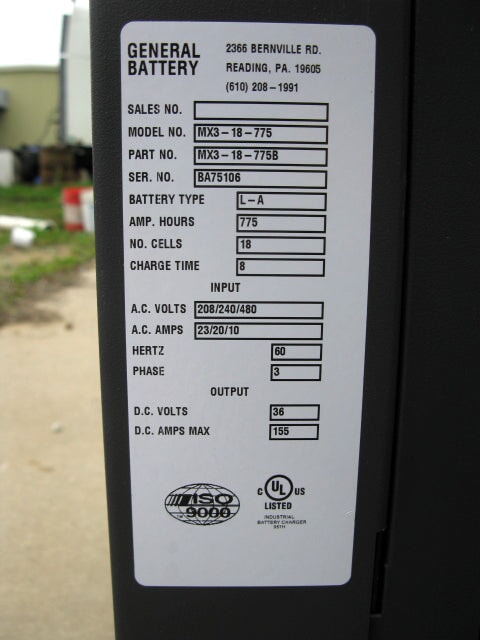 GENERAL BATTERY
2366 BERNVILLE RD.
READING, PA. 19605
(610) 208-1991
SALES NO.
MODEL NO. MX3-18-775
PART NO. MX3-18-775B
SER. NO. BA75106
BATTERY TYPE L-A
AMP. HOURS 775
NO. CELLS 18
CHARGE TIME 8
INPUT
A.C. VOLTS 208/240/480
A.C. AMPS 23/20/10
HERTZ 60
PHASE 3
OUTPUT
D.C. VOLTS 36
D.C. AMPS MAX 155
ISO 9000
C UL US
LISTED
INDUSTRIAL
BATTERY CHARGER